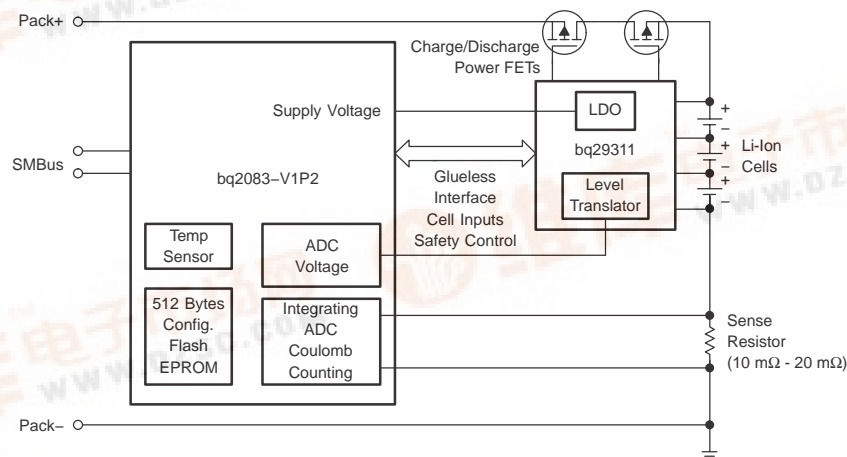 Pack+
Charge/Discharge
Power FETs
Supply Voltage
LDO
bq29311
+
−
+
−
+
−
Li-Ion
Cells
SMBus
bq2083−V1P2
Glueless
Interface
Cell Inputs
Safety Control
Level
Translator
Temp
Sensor
ADC
Voltage
512 Bytes
Config.
Flash
EPROM
Integrating
ADC
Coulomb
Counting
Sense
Resistor
(10 mΩ - 20 mΩ)
Pack−